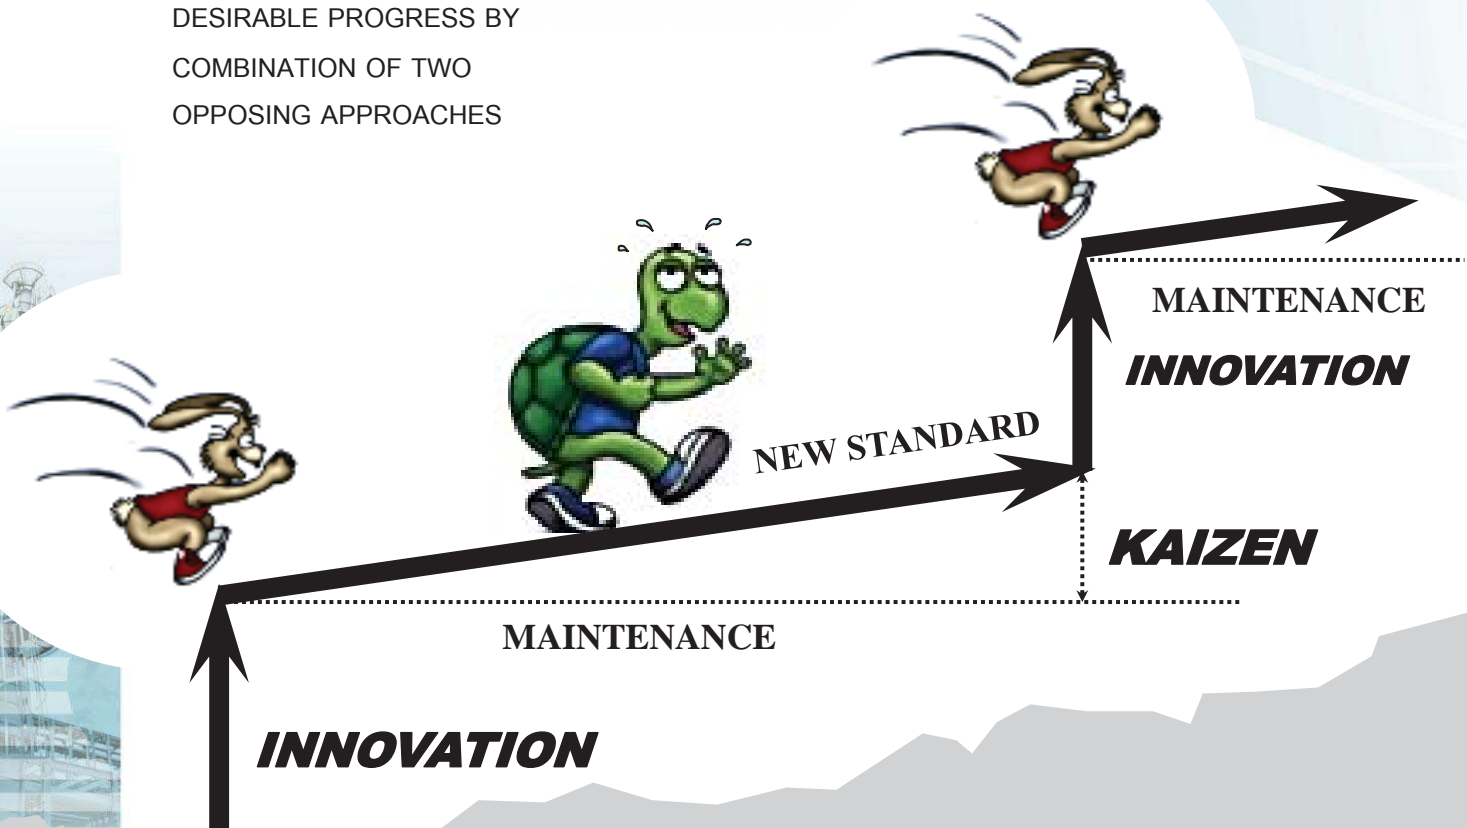 DESIRABLE PROGRESS BY
COMBINATION OF TWO
OPPOSING APPROACHES
MAINTENANCE
INNOVATION
NEW STANDARD
KAIZEN
MAINTENANCE
INNOVATION